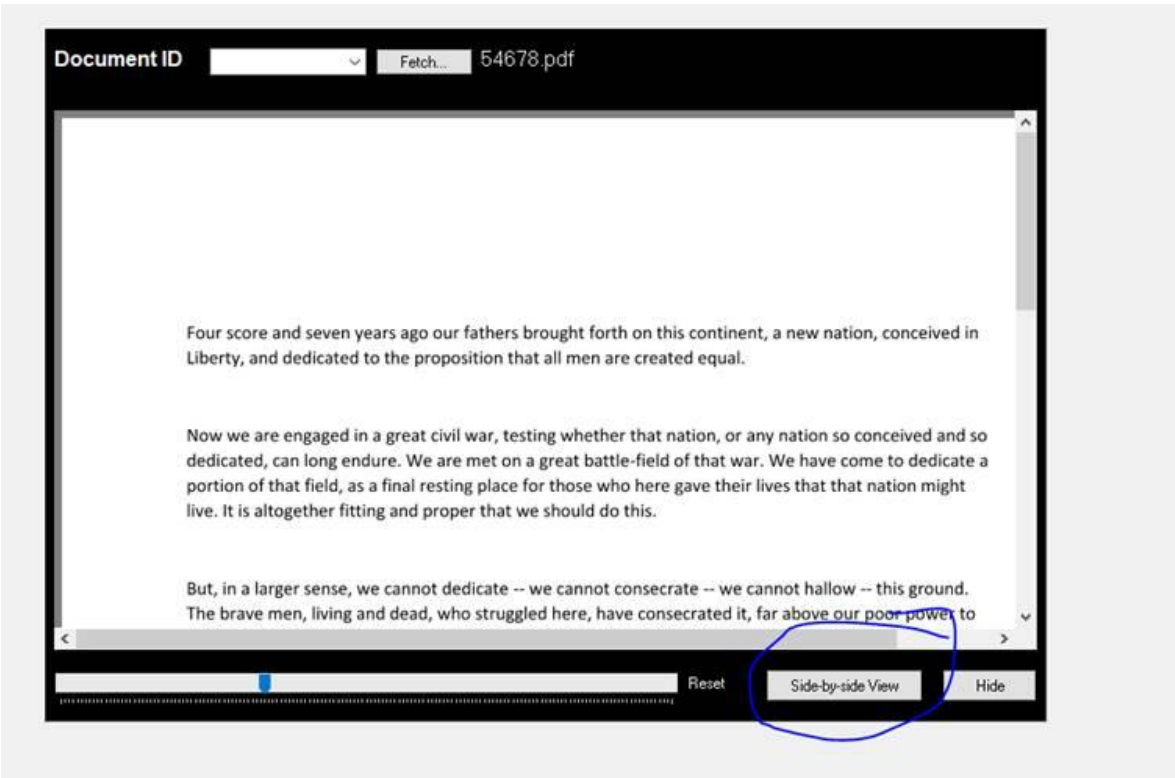 Document ID Fetch... 54678.pdf
Four score and seven years ago our fathers brought forth on this continent, a new nation, conceived in
Liberty, and dedicated to the proposition that all men are created equal.
Now we are engaged in a great civil war, testing whether that nation, or any nation so conceived and so
dedicated, can long endure. We are met on a great battle-field of that war. We have come to dedicate a
portion of that field, as a final resting place for those who here gave their lives that that nation might
live. It is altogether fitting and proper that we should do this.
But, in a larger sense, we cannot dedicate -- we cannot consecrate -- we cannot hallow -- this ground.
The brave men, living and dead, who struggled here, have consecrated it, far above our poor power to
Reset Side-by-side View Hide